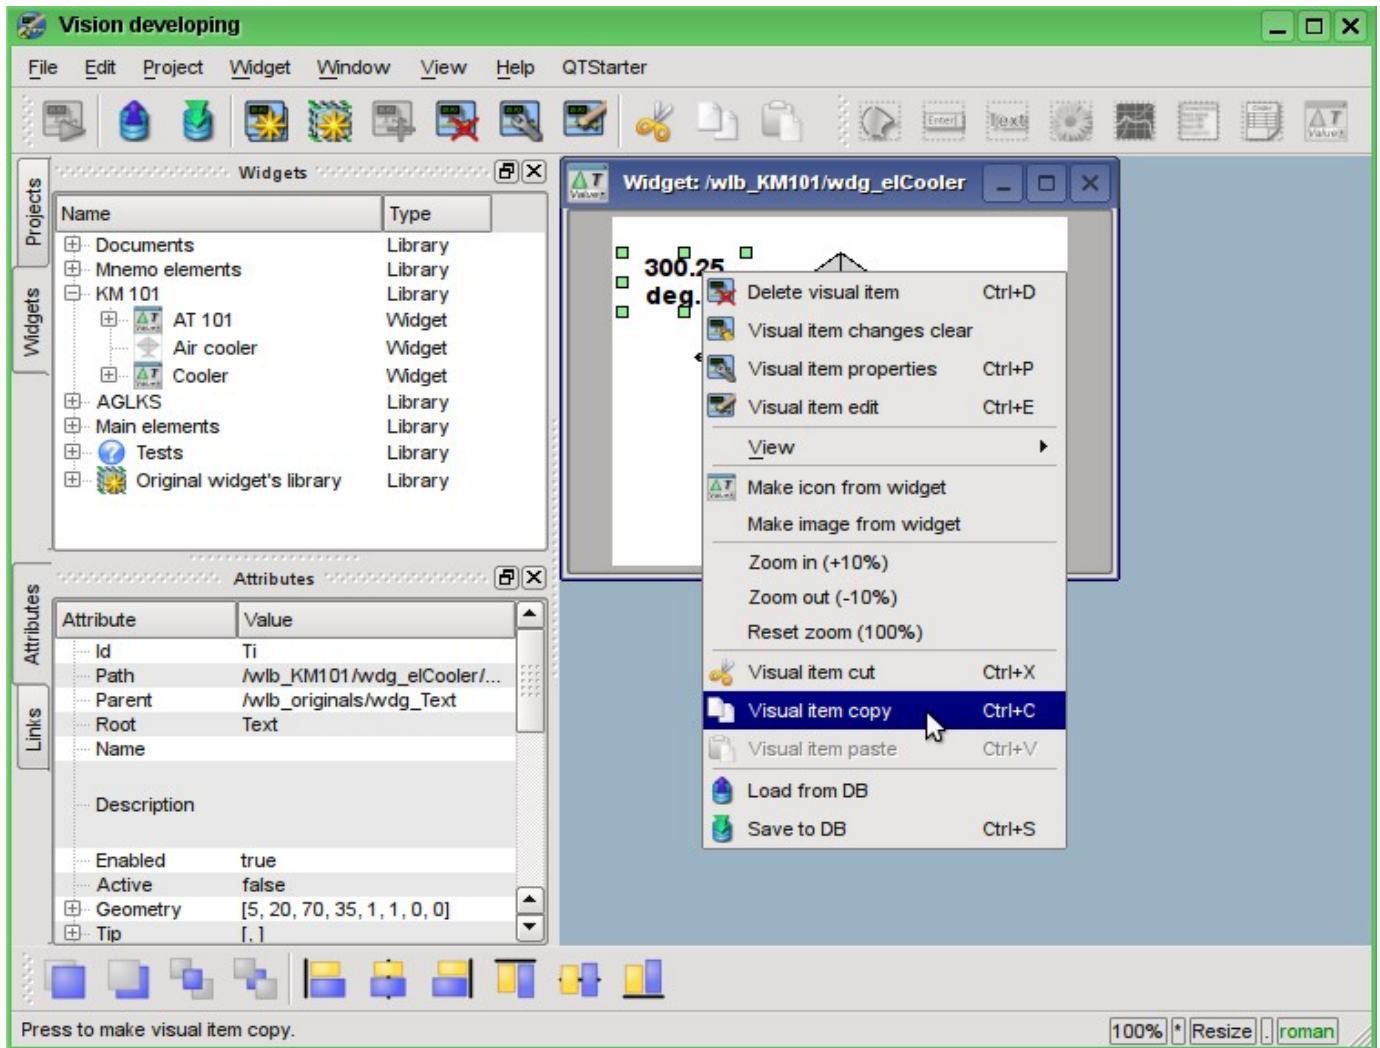 Vision developing
File Edit Project Widget Window View Help QTStarter
Enter Text
Widgets
Projects
Widgets
Name Type
Documents Library
Mnemo elements Library
KM 101 Library
AT 101 Widget
Air cooler Widget
Cooler Widget
AGLKS Library
Main elements Library
Tests Library
Original widget's library Library
Attributes
Attributes
Links
Attribute Value
Id Ti
Path /wlb_KM101/wdg_elCooler/...
Parent /wlb_originals/wdg_Text
Root Text
Name
Description
Enabled true
Active false
Geometry [5, 20, 70, 35, 1, 1, 0, 0]
Tip [, ]
Widget: /wlb_KM101/wdg_elCooler
300.25
deg.
Delete visual item Ctrl+D
Visual item changes clear
Visual item properties Ctrl+P
Visual item edit Ctrl+E
View
Make icon from widget
Make image from widget
Zoom in (+10%)
Zoom out (-10%)
Reset zoom (100%)
Visual item cut Ctrl+X
Visual item copy Ctrl+C
Visual item paste Ctrl+V
Load from DB
Save to DB Ctrl+S
Press to make visual item copy.
100% * Resize . roman